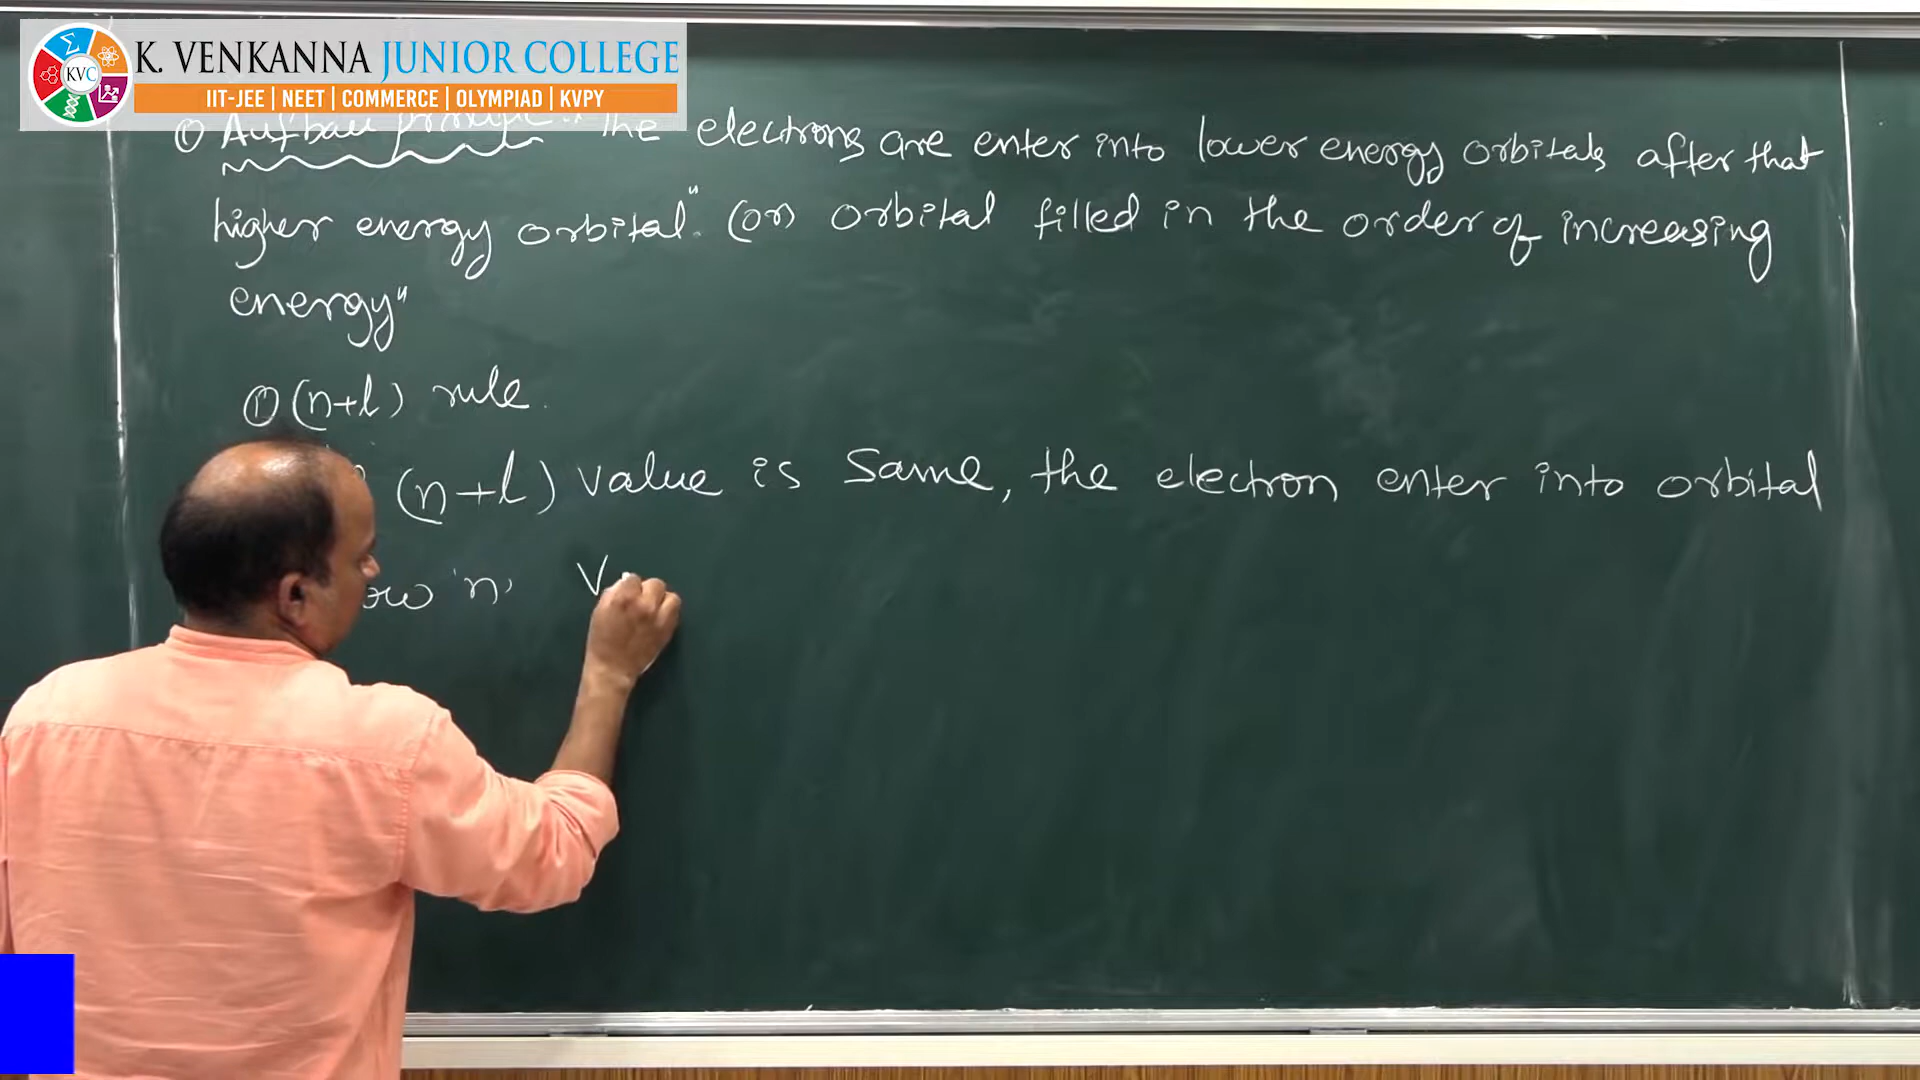 K. VENKANNA JUNIOR COLLEGE
KVC
IIT-JEE | NEET | COMMERCE | OLYMPIAD | KVPY
① Aufbau principle :- "The electrons are enter into lower energy orbitals after that
higher energy orbital". (or) orbital filled in the order of increasing
energy"
① (n+l) rule.
(n+l) value is same, the electron enter into orbital
'n'